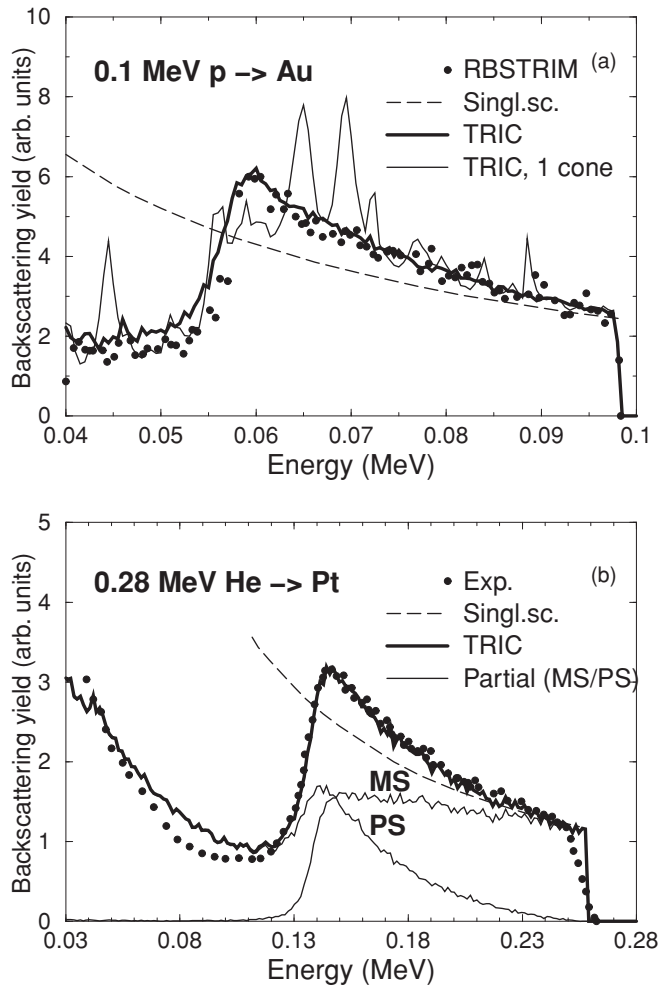 10
8
6
4
2
0
Backscattering yield (arb. units)
0.1 MeV p −> Au
RBSTRIM (a)
Singl.sc.
TRIC
TRIC, 1 cone
0.04 0.05 0.06 0.07 0.08 0.09 0.1
Energy (MeV)
5
4
3
2
1
0
Backscattering yield (arb. units)
0.28 MeV He −> Pt
Exp. (b)
Singl.sc.
TRIC
Partial (MS/PS)
MS
PS
0.03 0.08 0.13 0.18 0.23 0.28
Energy (MeV)